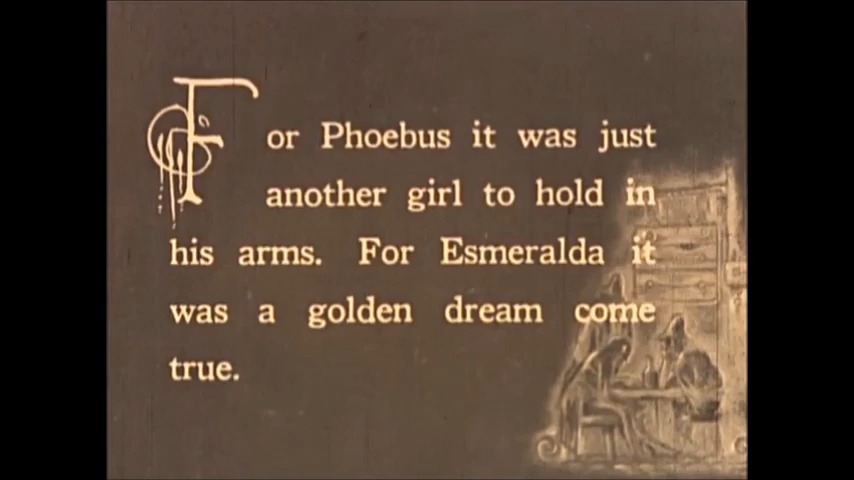 For Phoebus it was just
another girl to hold in
his arms. For Esmeralda it
was a golden dream come
true.